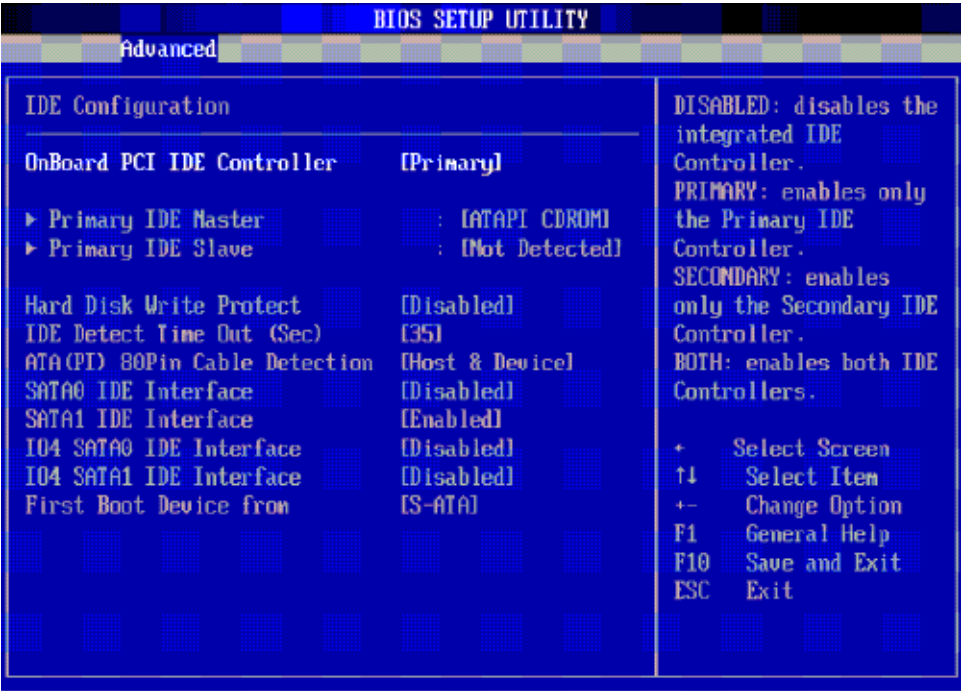 BIOS SETUP UTILITY
Advanced
IDE Configuration
OnBoard PCI IDE Controller [Primary]
▶ Primary IDE Master : [ATAPI CDROM]
▶ Primary IDE Slave : [Not Detected]
Hard Disk Write Protect [Disabled]
IDE Detect Time Out (Sec) [35]
ATA(PI) 80Pin Cable Detection [Host & Device]
SATA0 IDE Interface [Disabled]
SATA1 IDE Interface [Enabled]
IO4 SATA0 IDE Interface [Disabled]
IO4 SATA1 IDE Interface [Disabled]
First Boot Device from [S-ATA]
DISABLED: disables the
integrated IDE
Controller.
PRIMARY: enables only
the Primary IDE
Controller.
SECONDARY: enables
only the Secondary IDE
Controller.
BOTH: enables both IDE
Controllers.
← Select Screen
↑↓ Select Item
+- Change Option
F1 General Help
F10 Save and Exit
ESC Exit